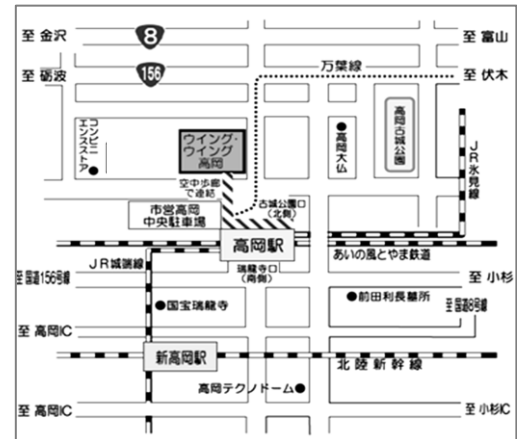 至 金沢
8
至 富山
至 砺波
156
万葉線
至 伏木
コンビニ
エンスストア
ウイング・
ウイング
高岡
高岡大仏
高岡古城公園
JR氷見線
空中歩廊
で連結
古城公園口
(北側)
市営高岡
中央駐車場
高岡駅
あいの風とやま鉄道
JR城端線
瑞龍寺口
(南側)
至 国道156号線
至 小杉
国宝瑞龍寺
前田利長墓所
至 国道8号線
至 高岡IC
新高岡駅
北陸新幹線
高岡テクノドーム
至 高岡IC
至 小杉IC